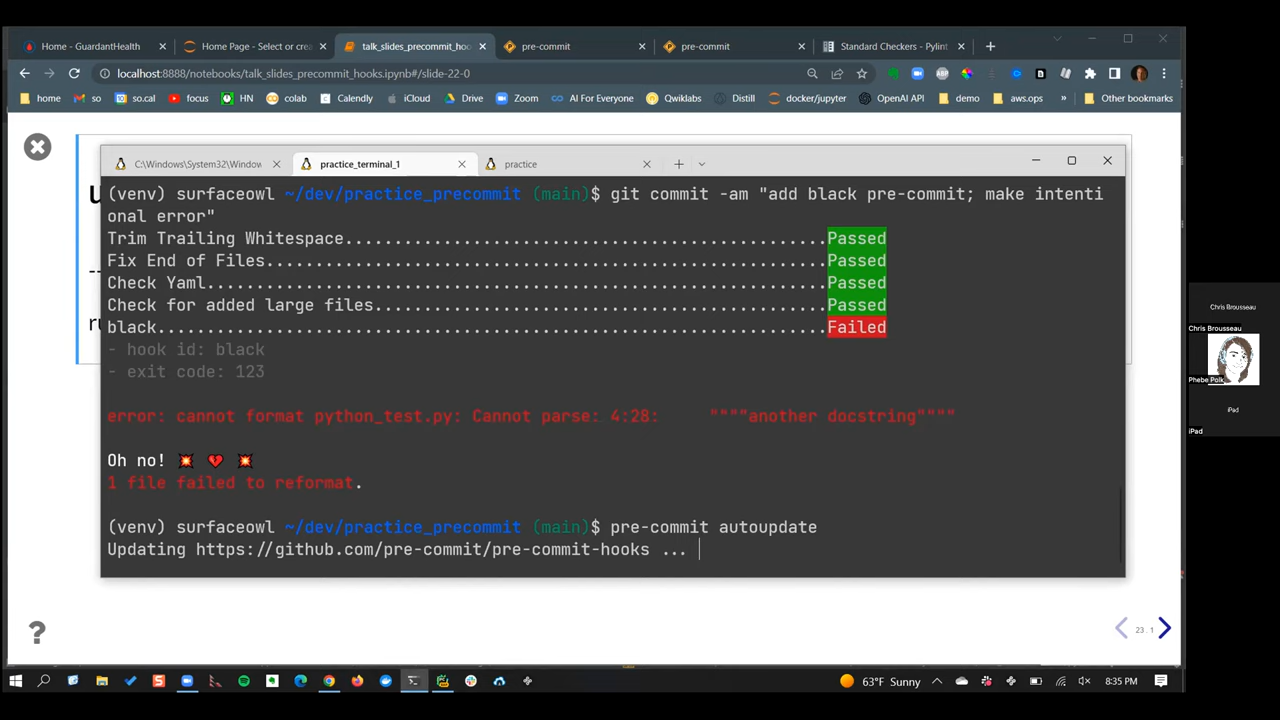 Home - GuardantHealth
Home Page - Select or crea
talk_slides_precommit_hoo
pre-commit
pre-commit
Standard Checkers - Pylint
localhost:8888/notebooks/talk_slides_precommit_hooks.ipynb#/slide-22-0
home
so
so.cal
focus
HN
colab
Calendly
iCloud
Drive
Zoom
AI For Everyone
Qwiklabs
Distill
docker/jupyter
OpenAI API
demo
aws.ops
»
Other bookmarks
C:\Windows\System32\Window
practice_terminal_1
practice
(venv) surfaceowl ~/dev/practice_precommit (main)$ git commit -am "add black pre-commit; make intenti
onal error"
Trim Trailing Whitespace.........................................................Passed
Fix End of Files.........................................................Passed
Check Yaml...............................................................Passed
Check for added large files..............................................Passed
black....................................................................Failed
- hook id: black
- exit code: 123
error: cannot format python_test.py: Cannot parse: 4:28:     """"another docstring""""
Oh no! 💥 💔 💥
1 file failed to reformat.
(venv) surfaceowl ~/dev/practice_precommit (main)$ pre-commit autoupdate
Updating https://github.com/pre-commit/pre-commit-hooks ...
23.1
?
Chris Brousseau
Chris Brousseau
Phebe Polk
iPad
iPad
63°F Sunny
8:35 PM